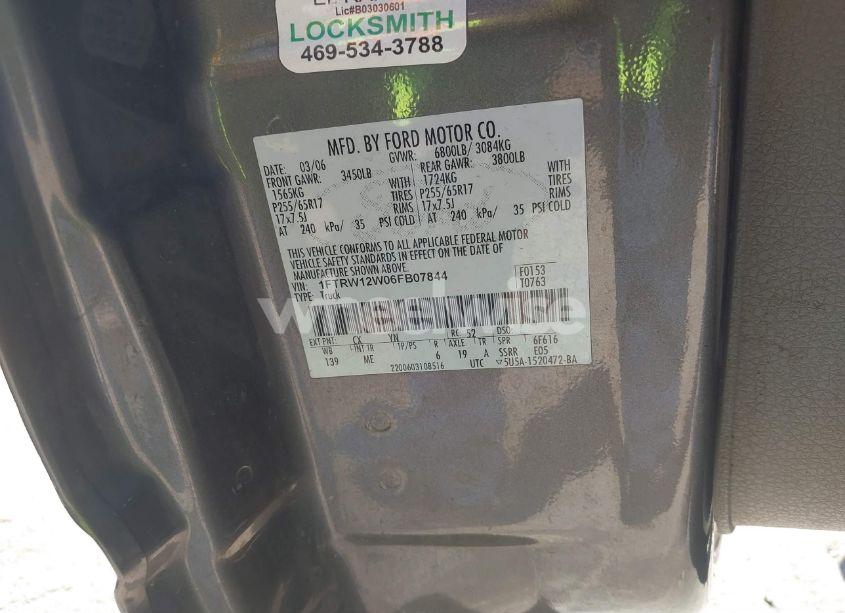 Lic#B03030601
LOCKSMITH
469-534-3788
MFD. BY FORD MOTOR CO.
DATE: 03/06 GVWR: 6800LB/ 3084KG
FRONT GAWR: 3450LB REAR GAWR: 3800LB
1565KG WITH 1724KG WITH
P255/65R17 TIRES P255/65R17 TIRES
17x7.5J RIMS 17x7.5J RIMS
AT 240 kPa/ 35 PSI COLD AT 240 kPa/ 35 PSI COLD
THIS VEHICLE CONFORMS TO ALL APPLICABLE FEDERAL MOTOR
VEHICLE SAFETY STANDARDS IN EFFECT ON THE DATE OF
MANUFACTURE SHOWN ABOVE.
VIN: 1FTRW12W06FB07844 F0153
TYPE: Truck T0763
EXT PNT: CX YN RC: 52 DSO:
WB INT TR TP/PS R AXLE TR SPR 6F616
139 ME 6 19 A SSRR E05
2200603108516 UTC 5U5A-1520472-BA